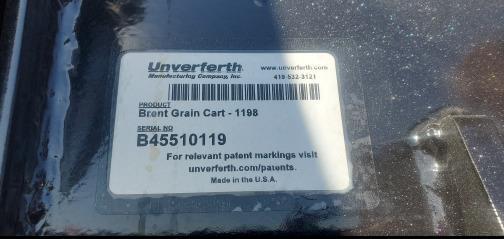 Unverferth www.unverferth.com
Manufacturing Company, Inc. 419-532-3121
PRODUCT
Brent Grain Cart - 1198
SERIAL NO
B45510119
For relevant patent markings visit
unverferth.com/patents.
Made in the U.S.A.